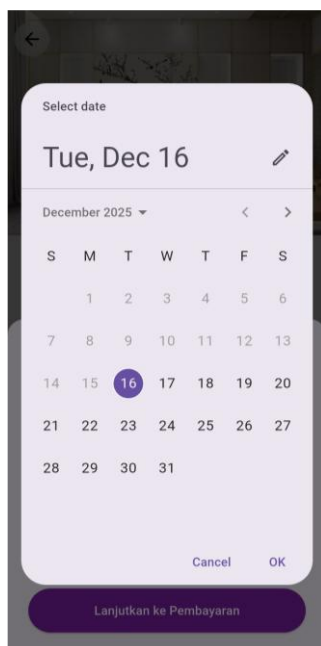 Select date
Tue, Dec 16
December 2025
S M T W T F S
1 2 3 4 5 6
7 8 9 10 11 12 13
14 15 16 17 18 19 20
21 22 23 24 25 26 27
28 29 30 31
Cancel OK
Lanjutkan ke Pembayaran